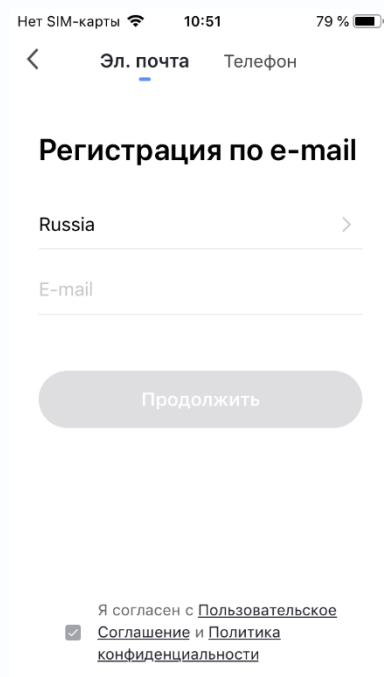 Нет SIM-карты 10:51 79 %
Эл. почта Телефон
Регистрация по e-mail
Russia
E-mail
Продолжить
Я согласен с Пользовательское
Соглашение и Политика
конфиденциальности